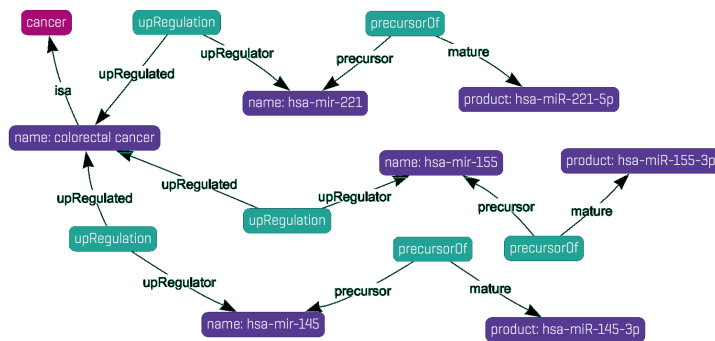 cancer
upRegulation
precursorOf
upRegulator
precursor
mature
upRegulated
isa
name: hsa-mir-221
product: hsa-miR-221-5p
name: colorectal cancer
name: hsa-mir-155
product: hsa-miR-155-3p
upRegulated
upRegulated
upRegulator
precursor
mature
upRegulation
upRegulation
precursorOf
precursorOf
upRegulator
precursor
mature
name: hsa-mir-145
product: hsa-miR-145-3p